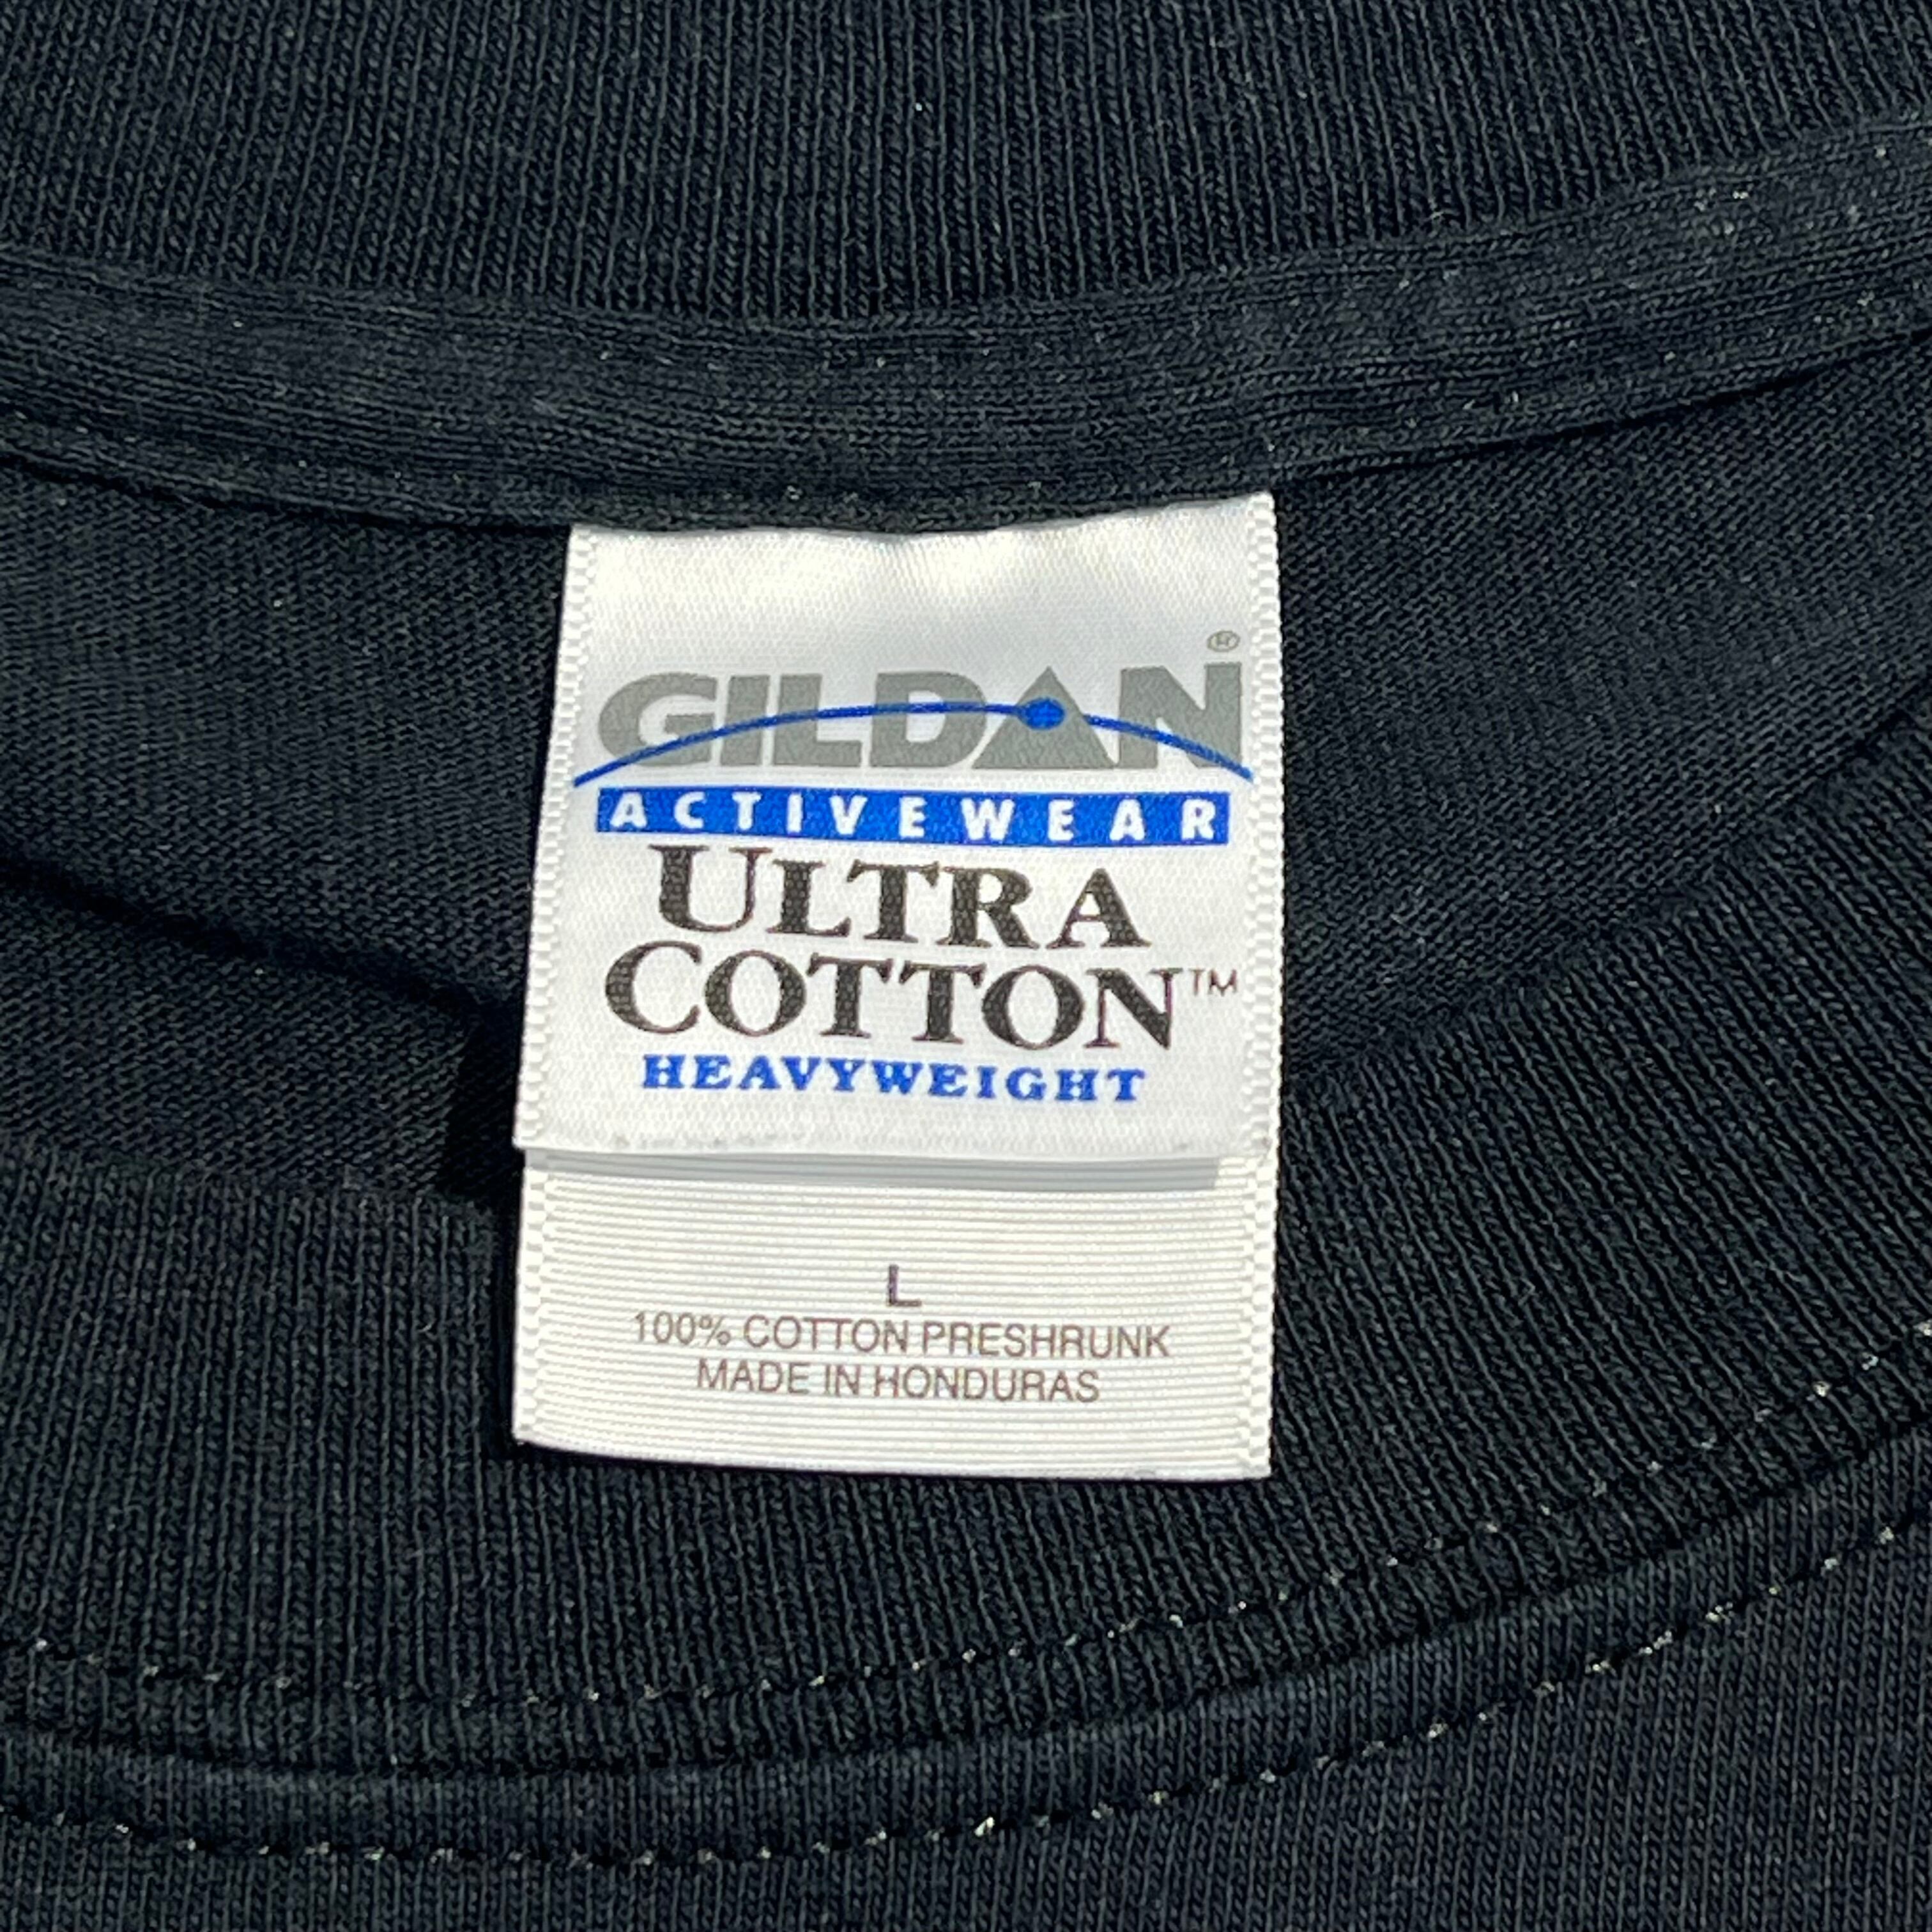 GILDAN®
ACTIVEWEAR
ULTRA
COTTON™
HEAVYWEIGHT
L
100% COTTON PRESHRUNK
MADE IN HONDURAS